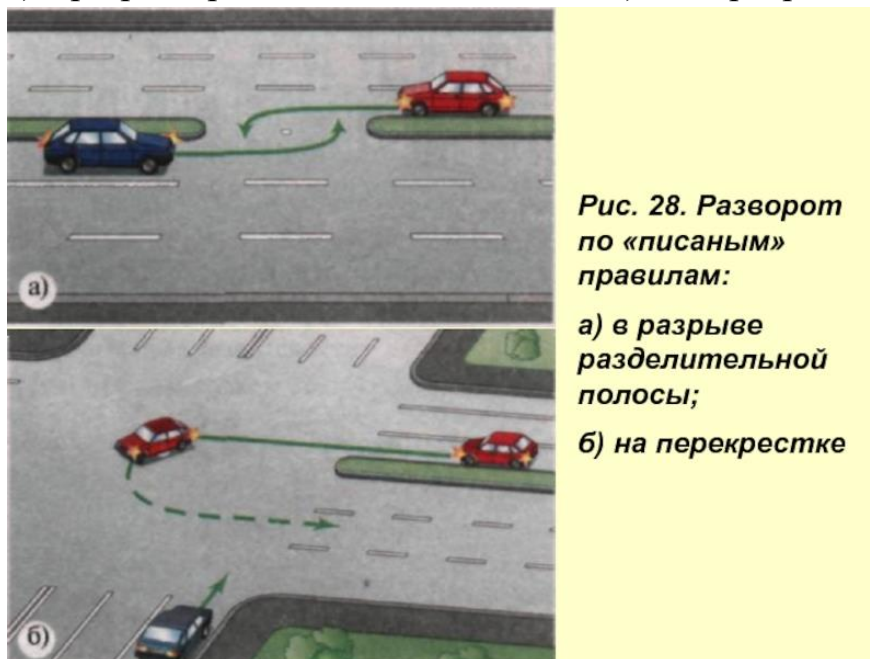 а)
Рис. 28. Разворот
по «писаным»
правилам:
а) в разрыве
разделительной
полосы;
б) на перекрестке
б)